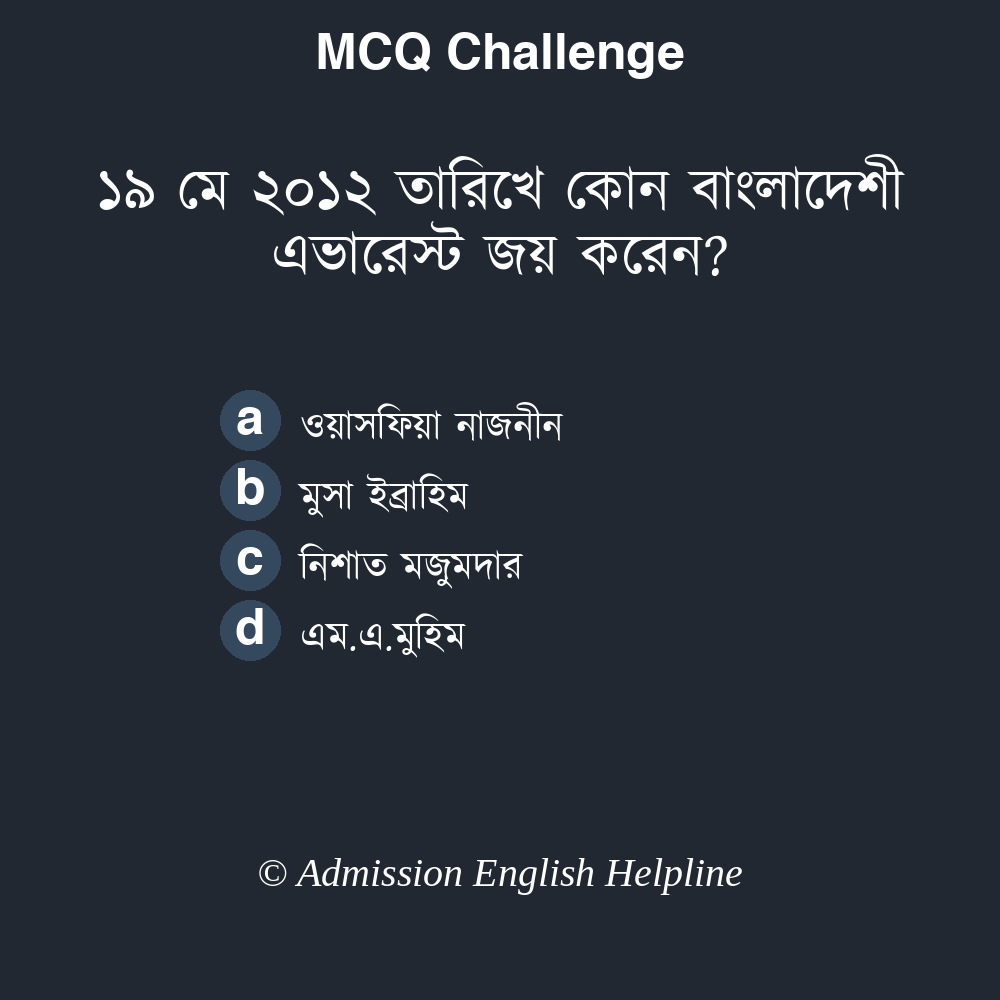 MCQ Challenge
১৯ মে ২০১২ তারিখে কোন বাংলাদেশী
এভারেস্ট জয় করেন?
a ওয়াসফিয়া নাজনীন
b মুসা ইব্রাহিম
c নিশাত মজুমদার
d এম.এ.মুহিম
© Admission English Helpline